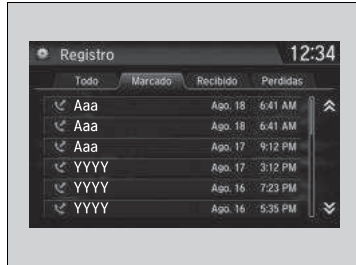 Registro 12:34
Todo Marcado Recibido Perdidas
Aaa Ago. 18 6:41 AM
Aaa Ago. 18 6:41 AM
Aaa Ago. 17 9:12 PM
YYYY Ago. 17 3:12 PM
YYYY Ago. 16 7:23 PM
YYYY Ago. 16 5:35 PM